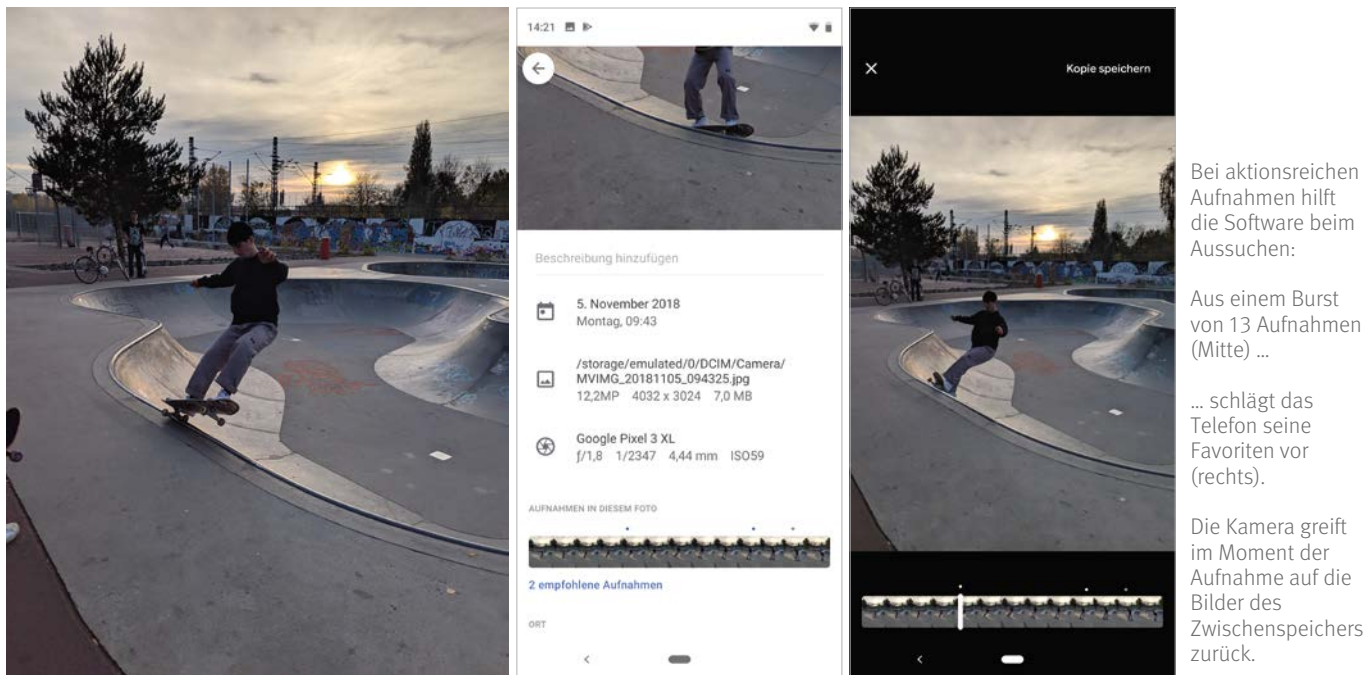 14:21
Beschreibung hinzufügen
5. November 2018
Montag, 09:43
/storage/emulated/0/DCIM/Camera/
MVIMG_20181105_094325.jpg
12,2MP 4032 x 3024 7,0 MB
Google Pixel 3 XL
ƒ/1,8 1/2347 4,44 mm ISO59
AUFNAHMEN IN DIESEM FOTO
2 empfohlene Aufnahmen
ORT
Kopie speichern
Bei aktionsreichen
Aufnahmen hilft
die Software beim
Aussuchen:
Aus einem Burst
von 13 Aufnahmen
(Mitte) ...
... schlägt das
Telefon seine
Favoriten vor
(rechts).
Die Kamera greift
im Moment der
Aufnahme auf die
Bilder des
Zwischenspeichers
zurück.